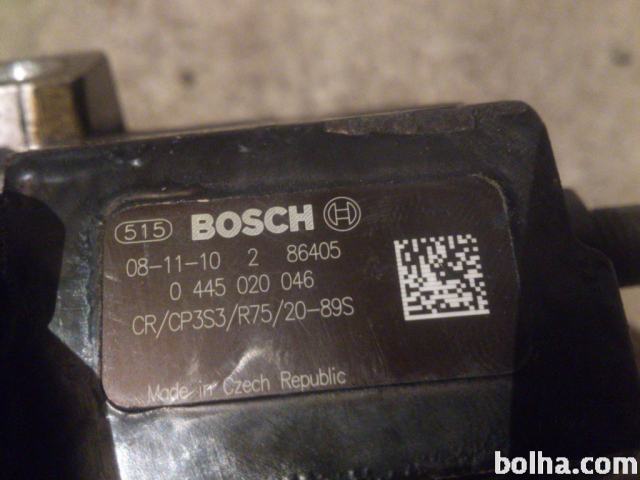 515 BOSCH
08-11-10 2 86405
0 445 020 046
CR/CP3S3/R75/20-89S
Made in Czech Republic
bolha.com